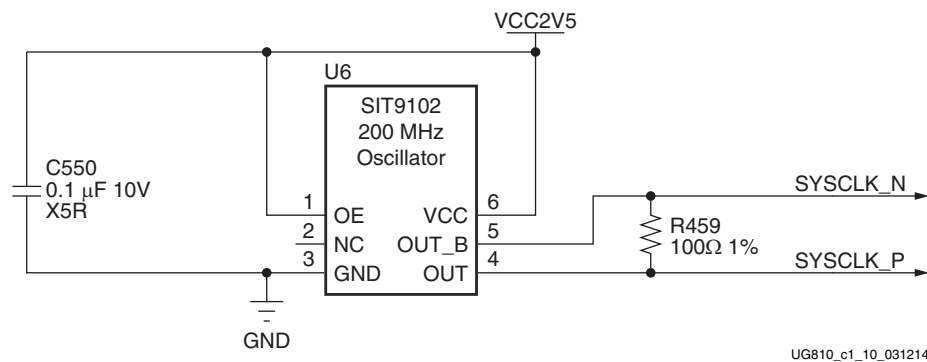 VCC2V5
U6
SIT9102
200 MHz
Oscillator
C550
0.1 μF 10V
X5R
1 OE
2 NC
3 GND
VCC 6
OUT_B 5
OUT 4
R459
100Ω 1%
SYSCLK_N
SYSCLK_P
GND
UG810_c1_10_031214